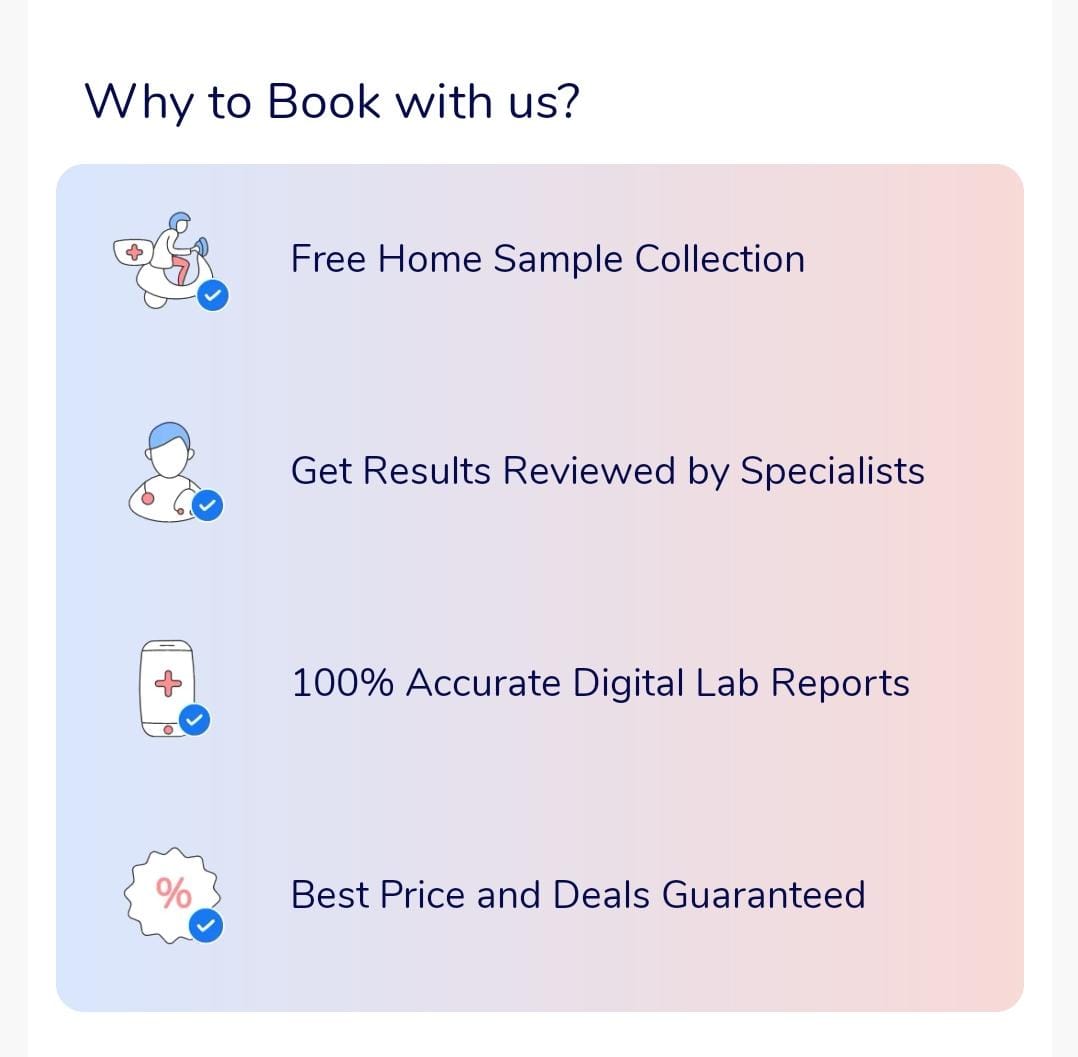 Why to Book with us?
Free Home Sample Collection
Get Results Reviewed by Specialists
100% Accurate Digital Lab Reports
%
Best Price and Deals Guaranteed